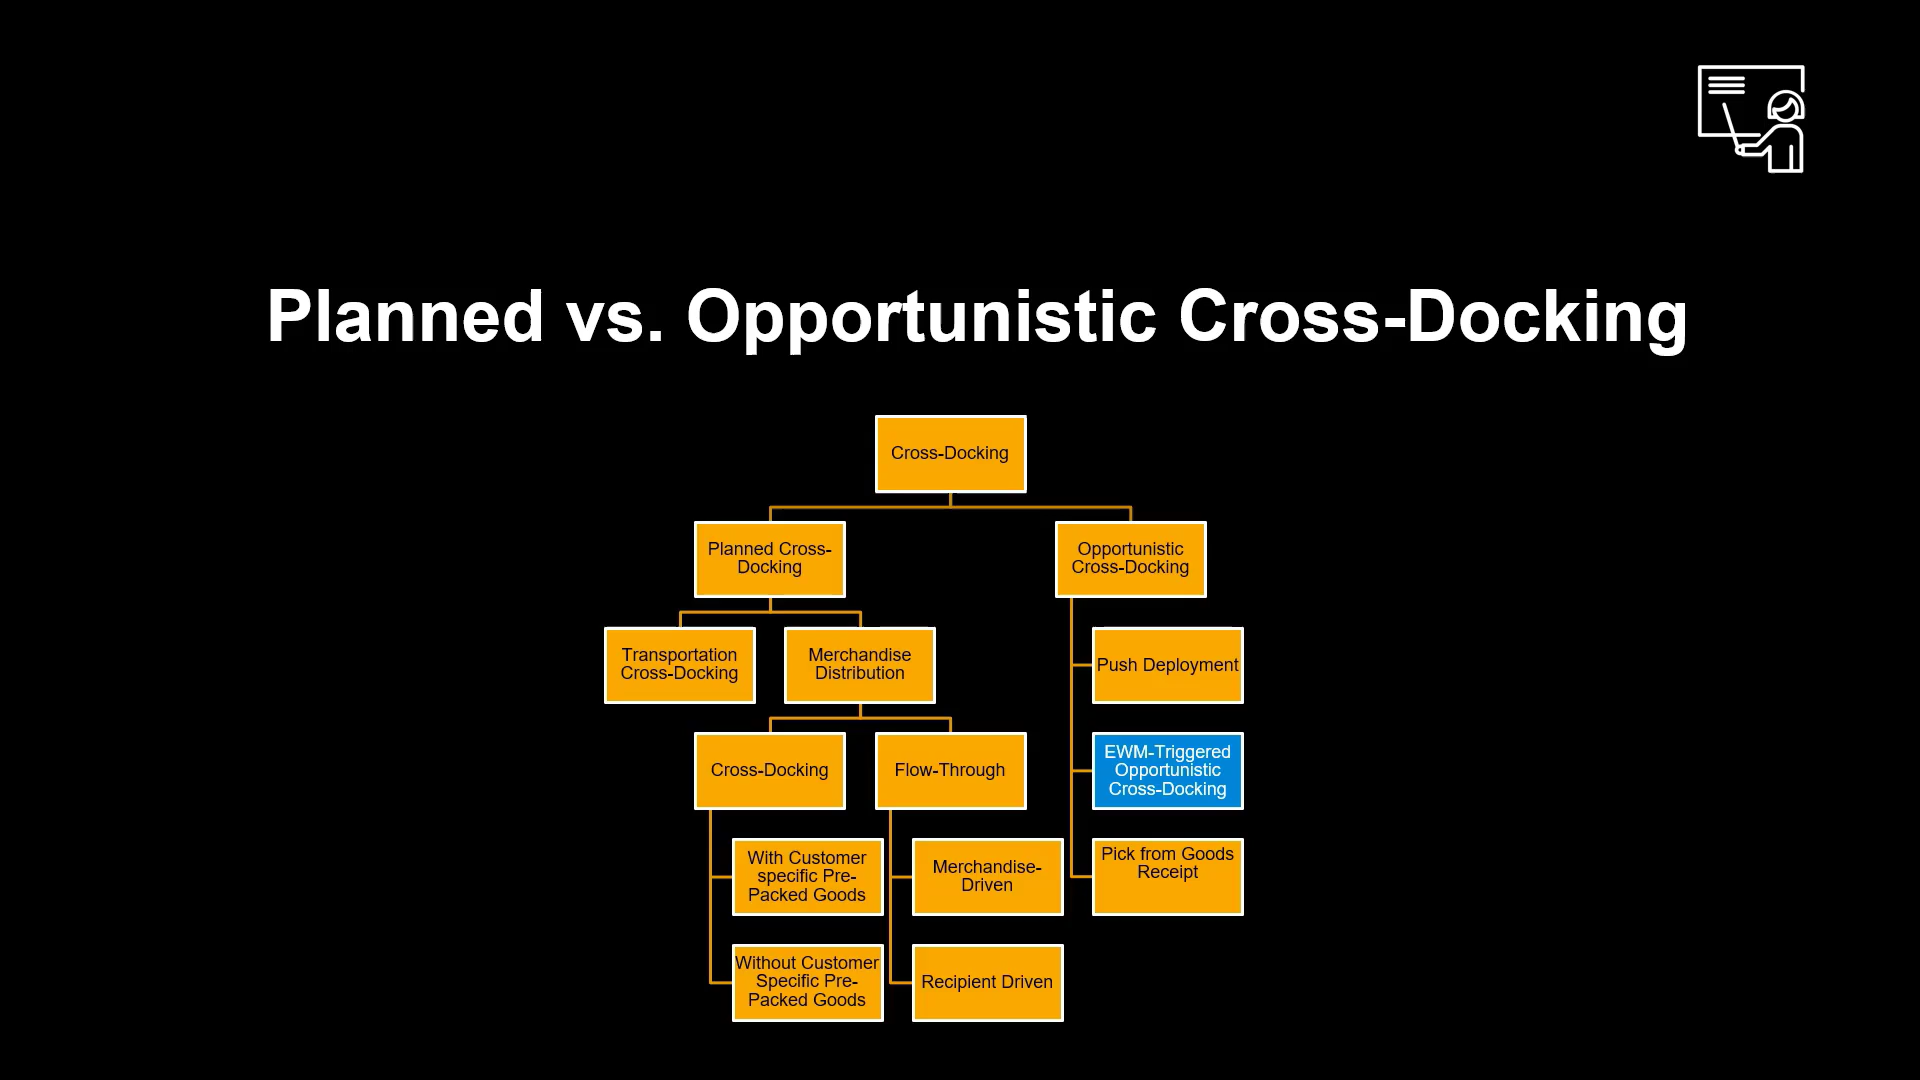 Planned vs. Opportunistic Cross-Docking
Cross-Docking
Planned Cross-
Docking
Opportunistic
Cross-Docking
Transportation
Cross-Docking
Merchandise
Distribution
Push Deployment
Cross-Docking
Flow-Through
EWM-Triggered
Opportunistic
Cross-Docking
With Customer
specific Pre-
Packed Goods
Merchandise-
Driven
Pick from Goods
Receipt
Without Customer
Specific Pre-
Packed Goods
Recipient Driven